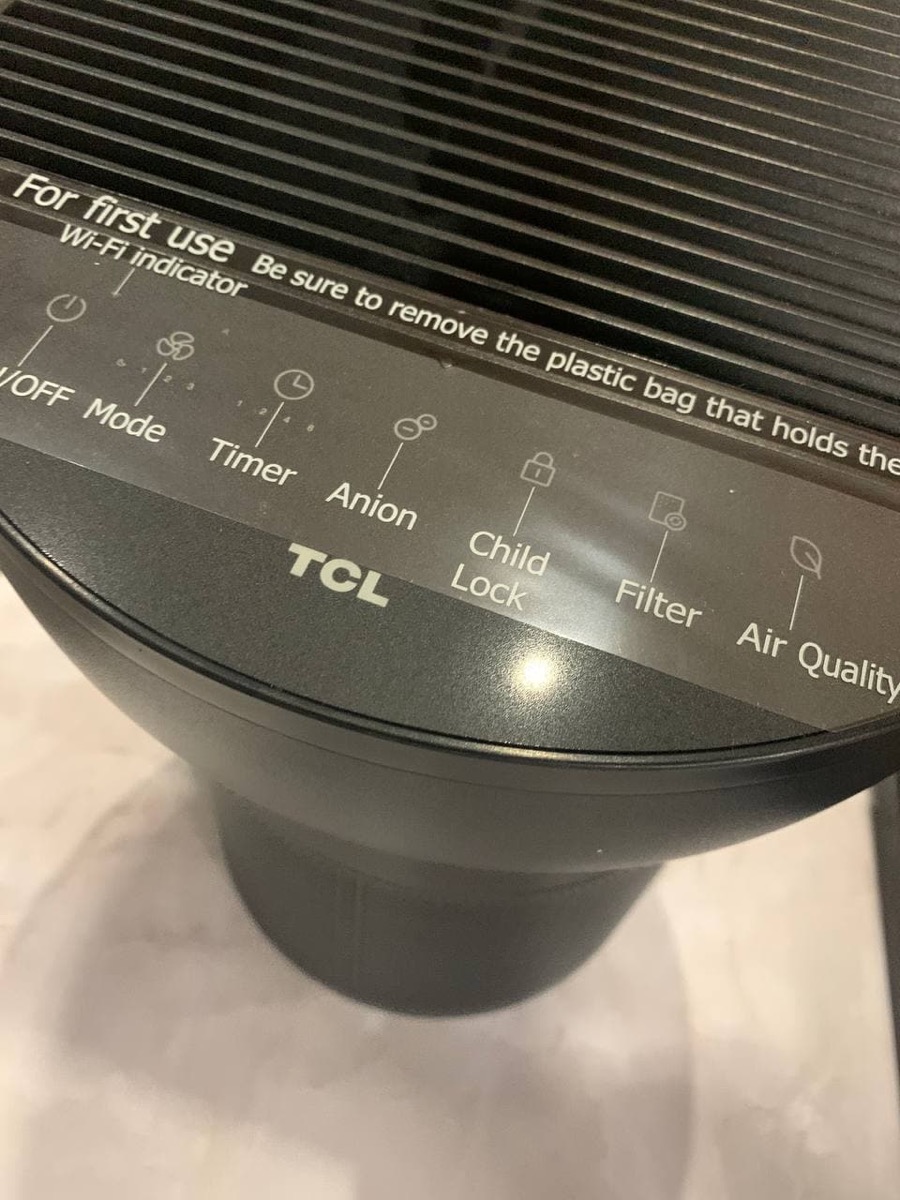 For first use Be sure to remove the plastic bag that holds the
Wi-Fi indicator
/OFF Mode Timer Anion Child Lock Filter Air Quality
TCL